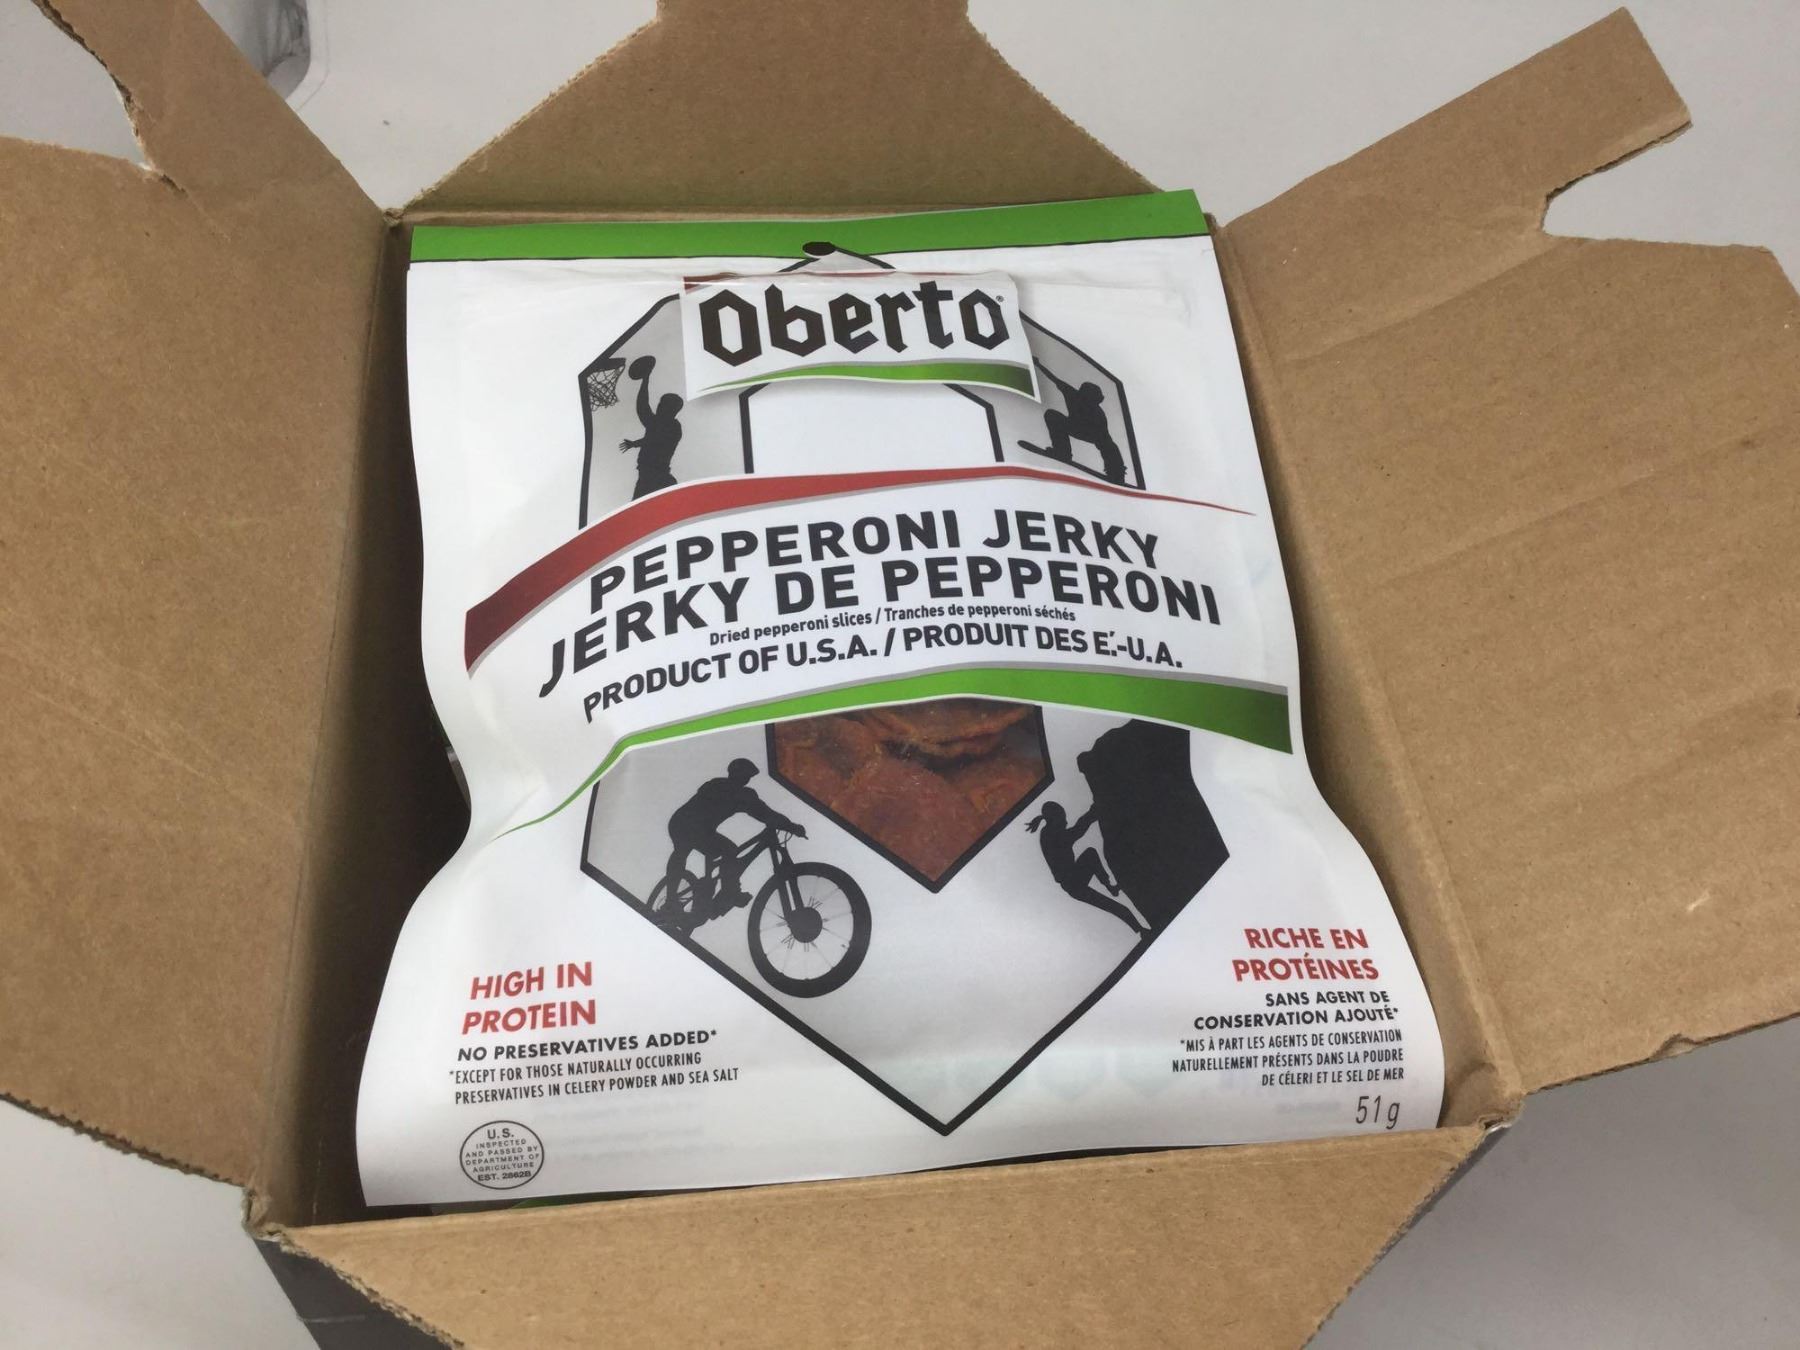 Oberto®
PEPPERONI JERKY
JERKY DE PEPPERONI
Dried pepperoni slices / Tranches de pepperoni séchés
PRODUCT OF U.S.A. / PRODUIT DES É.-U.A.
HIGH IN
PROTEIN
NO PRESERVATIVES ADDED*
*EXCEPT FOR THOSE NATURALLY OCCURRING
PRESERVATIVES IN CELERY POWDER AND SEA SALT
U.S.
INSPECTED
AND PASSED BY
DEPARTMENT OF
AGRICULTURE
EST. 2862B
RICHE EN
PROTÉINES
SANS AGENT DE
CONSERVATION AJOUTÉ*
*MIS À PART LES AGENTS DE CONSERVATION
NATURELLEMENT PRÉSENTS DANS LA POUDRE
DE CÉLERI ET LE SEL DE MER
51 g